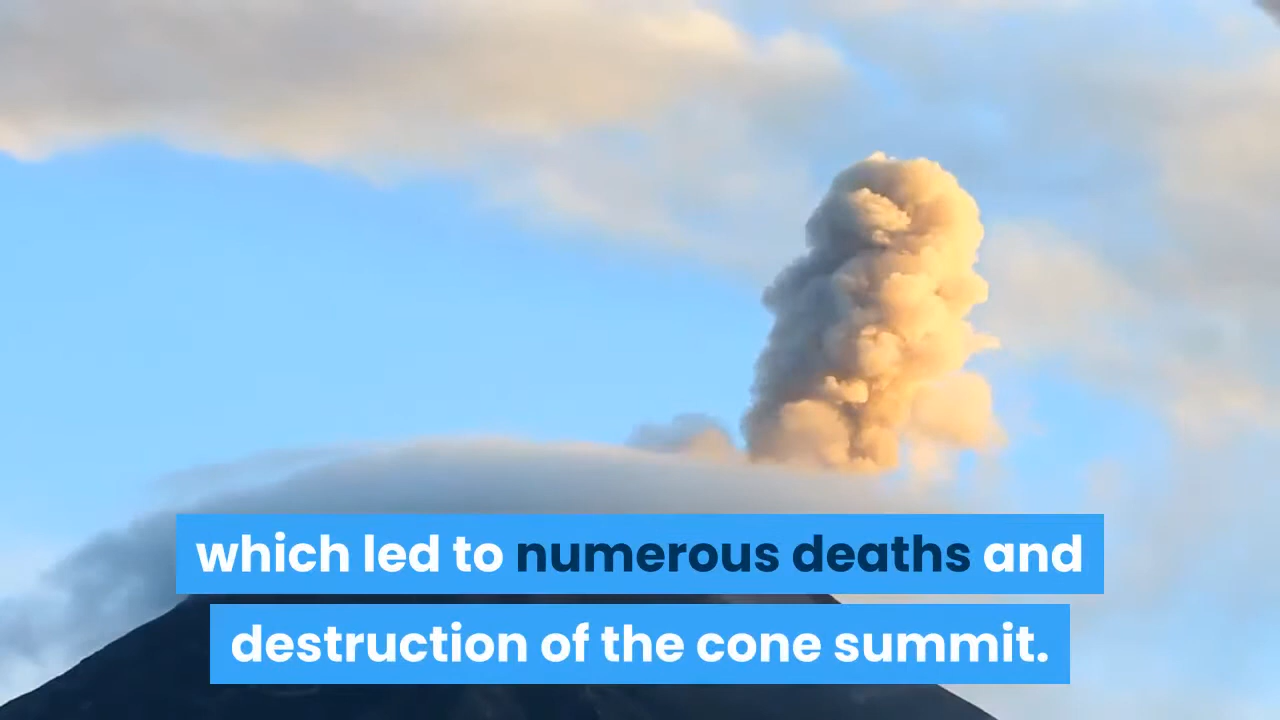 which led to numerous deaths and
destruction of the cone summit.